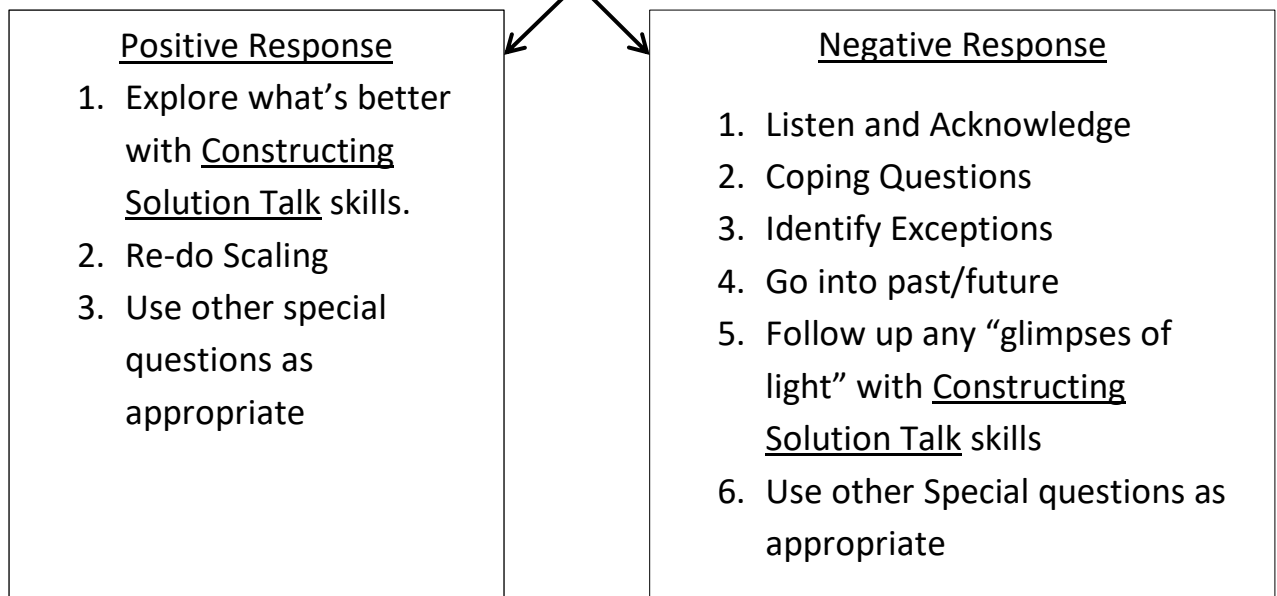 Positive Response
1. Explore what’s better
with Constructing
Solution Talk skills.
2. Re-do Scaling
3. Use other special
questions as
appropriate
Negative Response
1. Listen and Acknowledge
2. Coping Questions
3. Identify Exceptions
4. Go into past/future
5. Follow up any “glimpses of
light” with Constructing
Solution Talk skills
6. Use other Special questions as
appropriate